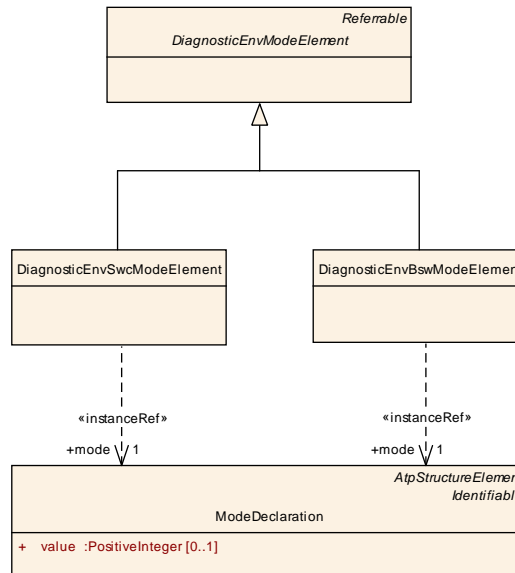 Referrable
DiagnosticEnvModeElement
DiagnosticEnvSwcModeElement
DiagnosticEnvBswModeElemen
«instanceRef»
«instanceRef»
+mode 1
+mode 1
AtpStructureElemen
Identifiabl
ModeDeclaration
+ value :PositiveInteger [0..1]